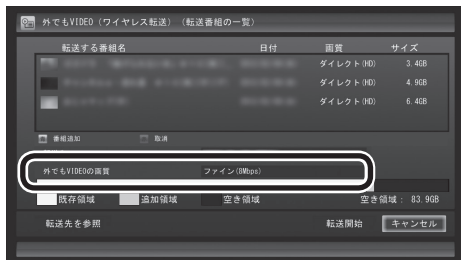 外でもVIDEO（ワイヤレス転送）（転送番組の一覧）
転送する番組名 日付 画質 サイズ
ダイレクト(HD) 3.4GB
ダイレクト(HD) 4.9GB
ダイレクト(HD) 6.4GB
番組追加 取消
外でもVIDEOの画質 ファイン(8Mbps)
既存領域 追加領域 空き領域 空き領域： 83.9GB
転送先を参照 転送開始 キャンセル